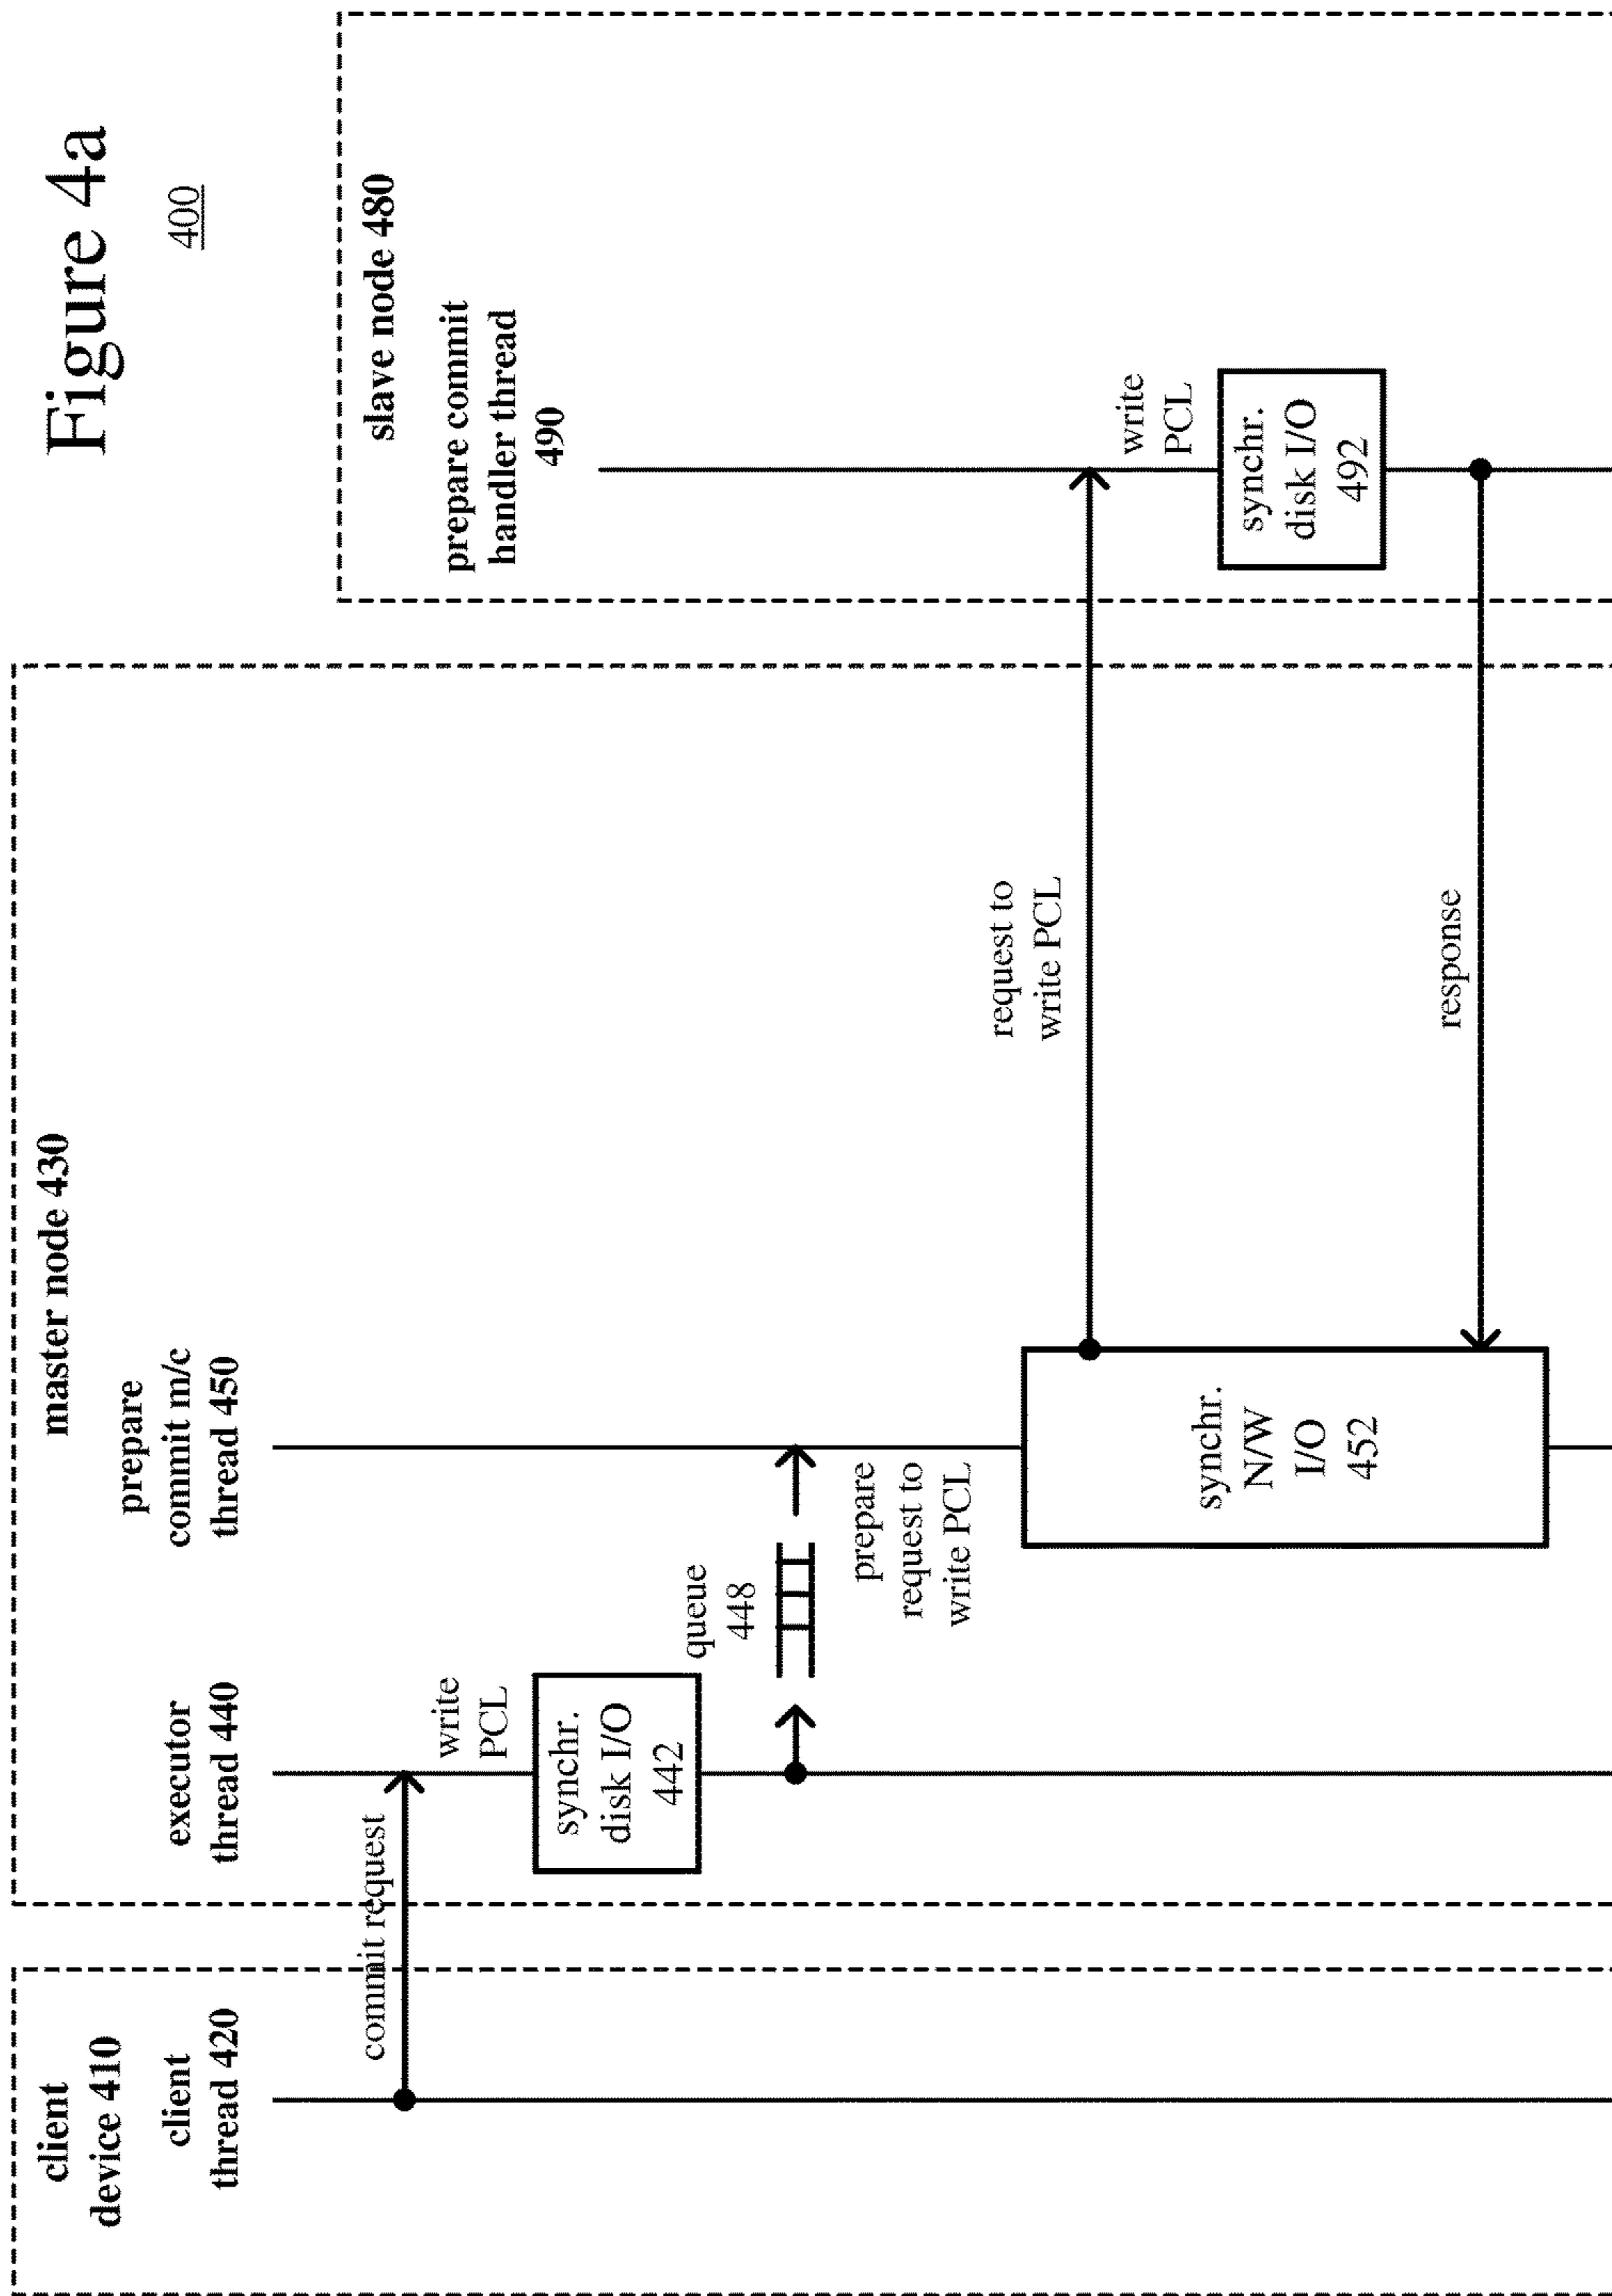 Figure 4a
400
client
device 410
client
thread 420
master node 430
executor
thread 440
prepare
commit m/c
thread 450
slave node 480
prepare commit
handler thread
490
commit request
write
PCL
synchr.
disk I/O
442
queue
448
prepare
request to
write PCL
synchr.
N/W
I/O
452
request to
write PCL
write
PCL
synchr.
disk I/O
492
response